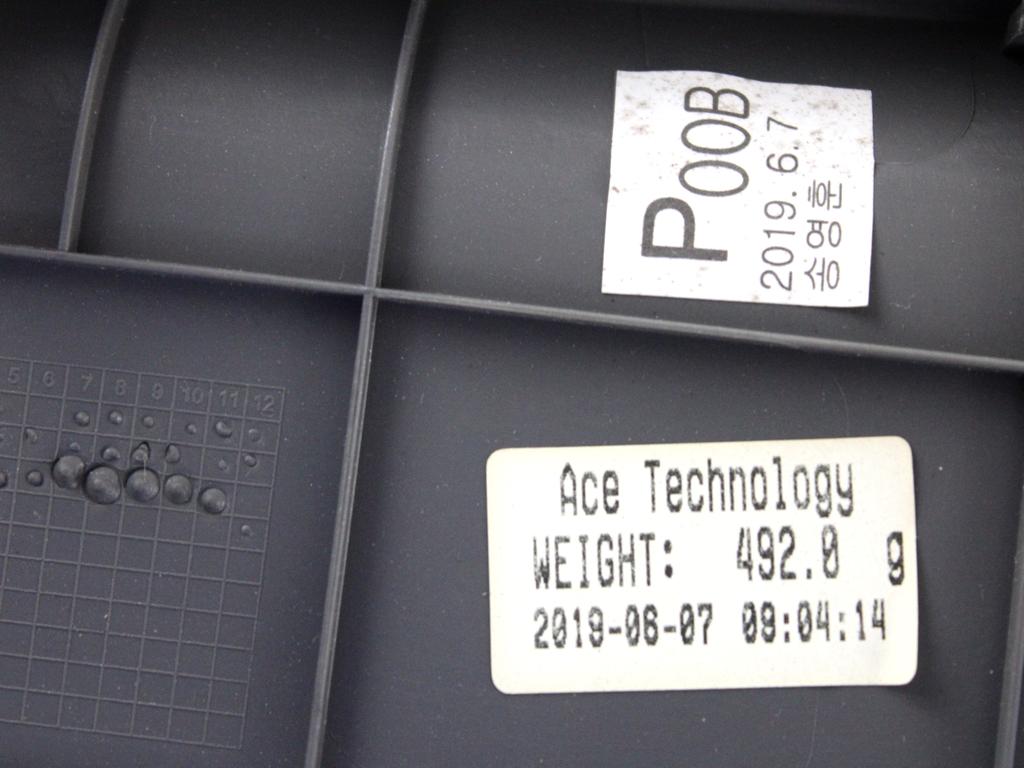 P00B
2019.6.7
송영훈
5 6 7 8 9 10 11 12
Ace Technology
WEIGHT: 492.0 g
2019-06-07 09:04:14